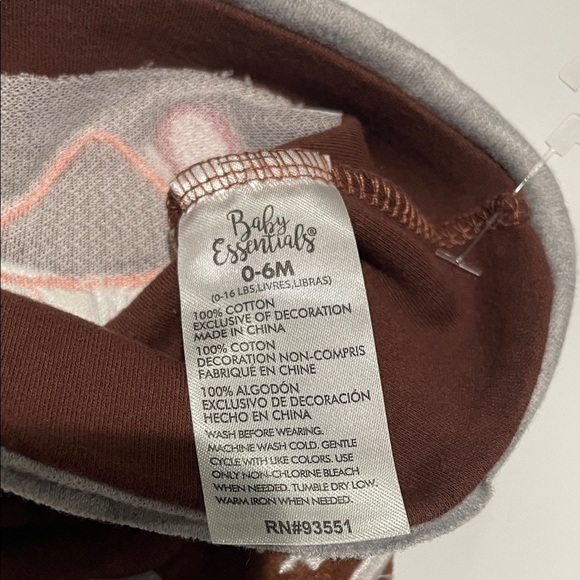 Baby
Essentials®
0-6M
(0-16 LBS,LIVRES,LIBRAS)
100% COTTON
EXCLUSIVE OF DECORATION
MADE IN CHINA
100% COTON
DECORATION NON-COMPRIS
FABRIQUÉ EN CHINE
100% ALGODÓN
EXCLUSIVO DE DECORACIÓN
HECHO EN CHINA
WASH BEFORE WEARING.
MACHINE WASH COLD. GENTLE
CYCLE WITH LIKE COLORS. USE
ONLY NON-CHLORINE BLEACH
WHEN NEEDED. TUMBLE DRY LOW.
WARM IRON WHEN NEEDED.
RN#93551